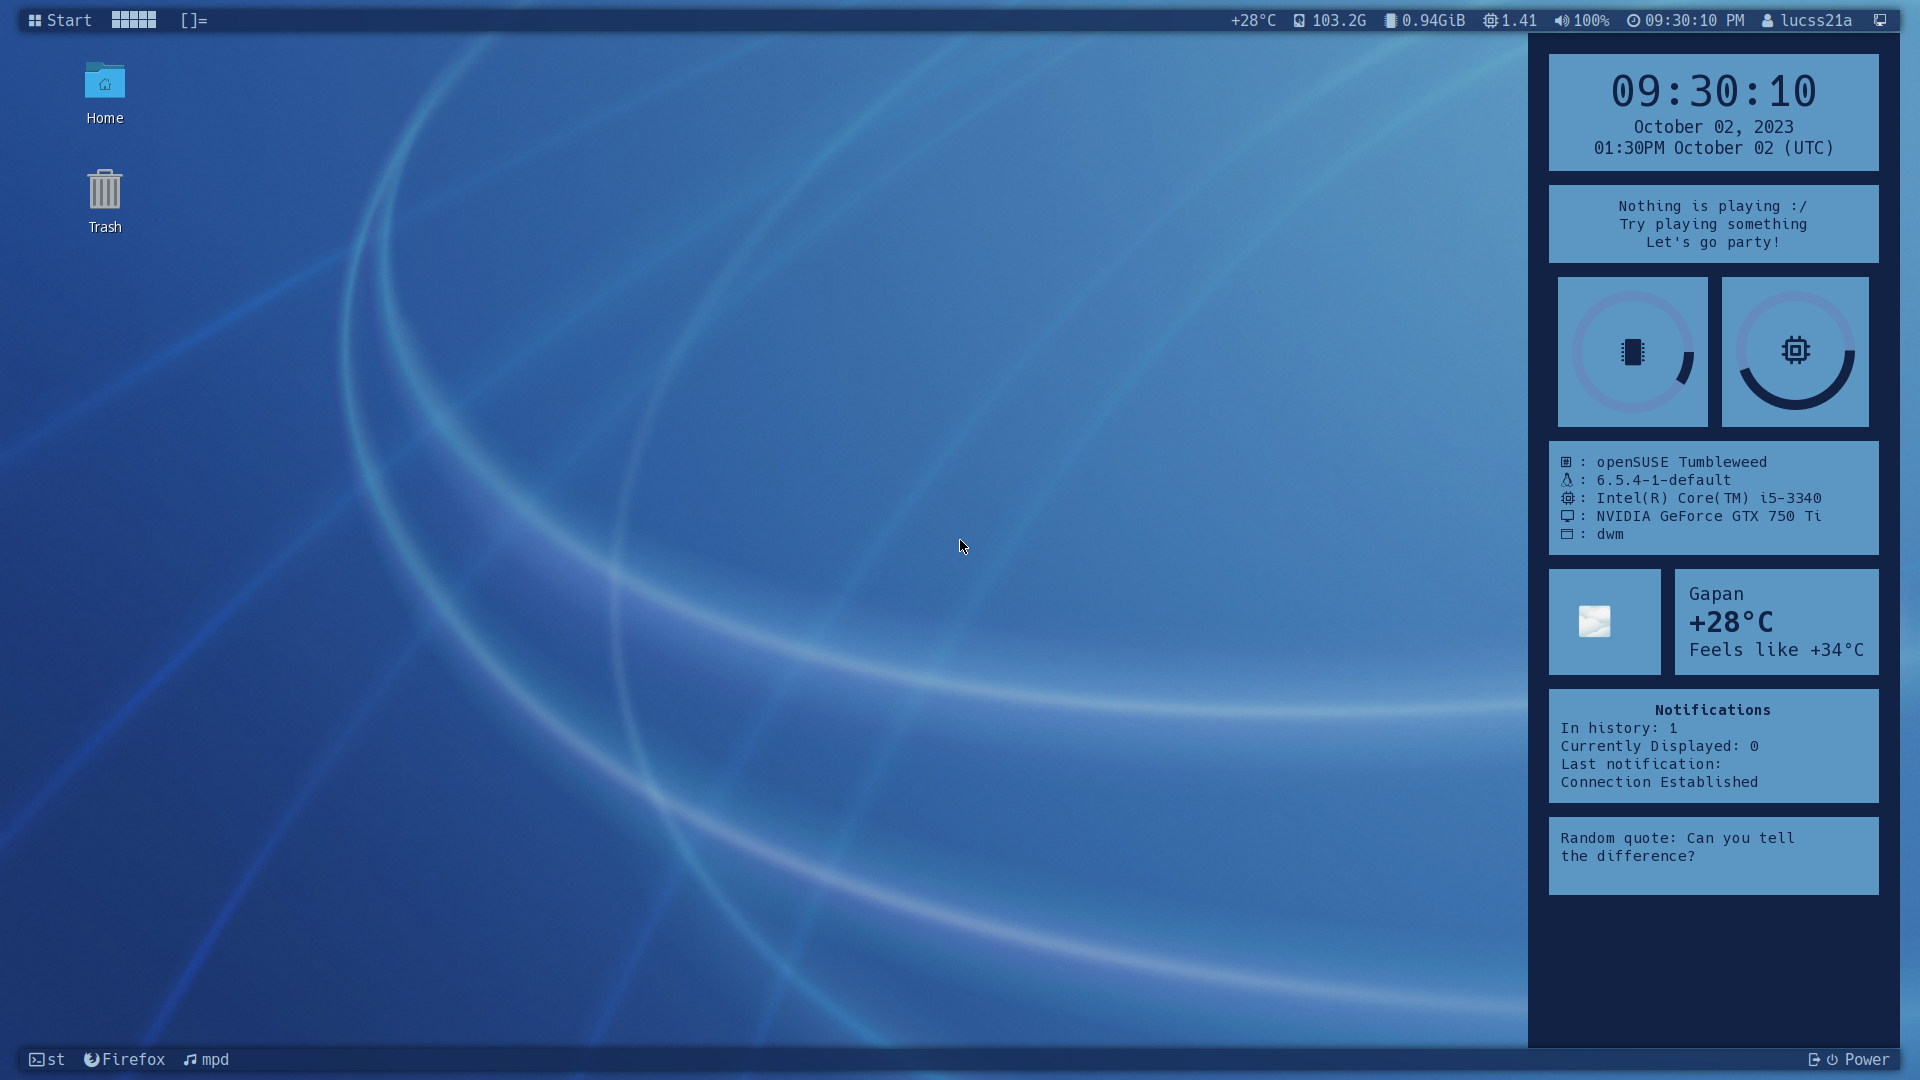 Start []= +28°C 103.2G 0.94GiB 1.41 100% 09:30:10 PM lucss21a
Home
Trash
09:30:10
October 02, 2023
01:30PM October 02 (UTC)
Nothing is playing :/
Try playing something
Let's go party!
: openSUSE Tumbleweed
: 6.5.4-1-default
: Intel(R) Core(TM) i5-3340
: NVIDIA GeForce GTX 750 Ti
: dwm
Gapan
+28°C
Feels like +34°C
Notifications
In history: 1
Currently Displayed: 0
Last notification:
Connection Established
Random quote: Can you tell
the difference?
st Firefox mpd Power